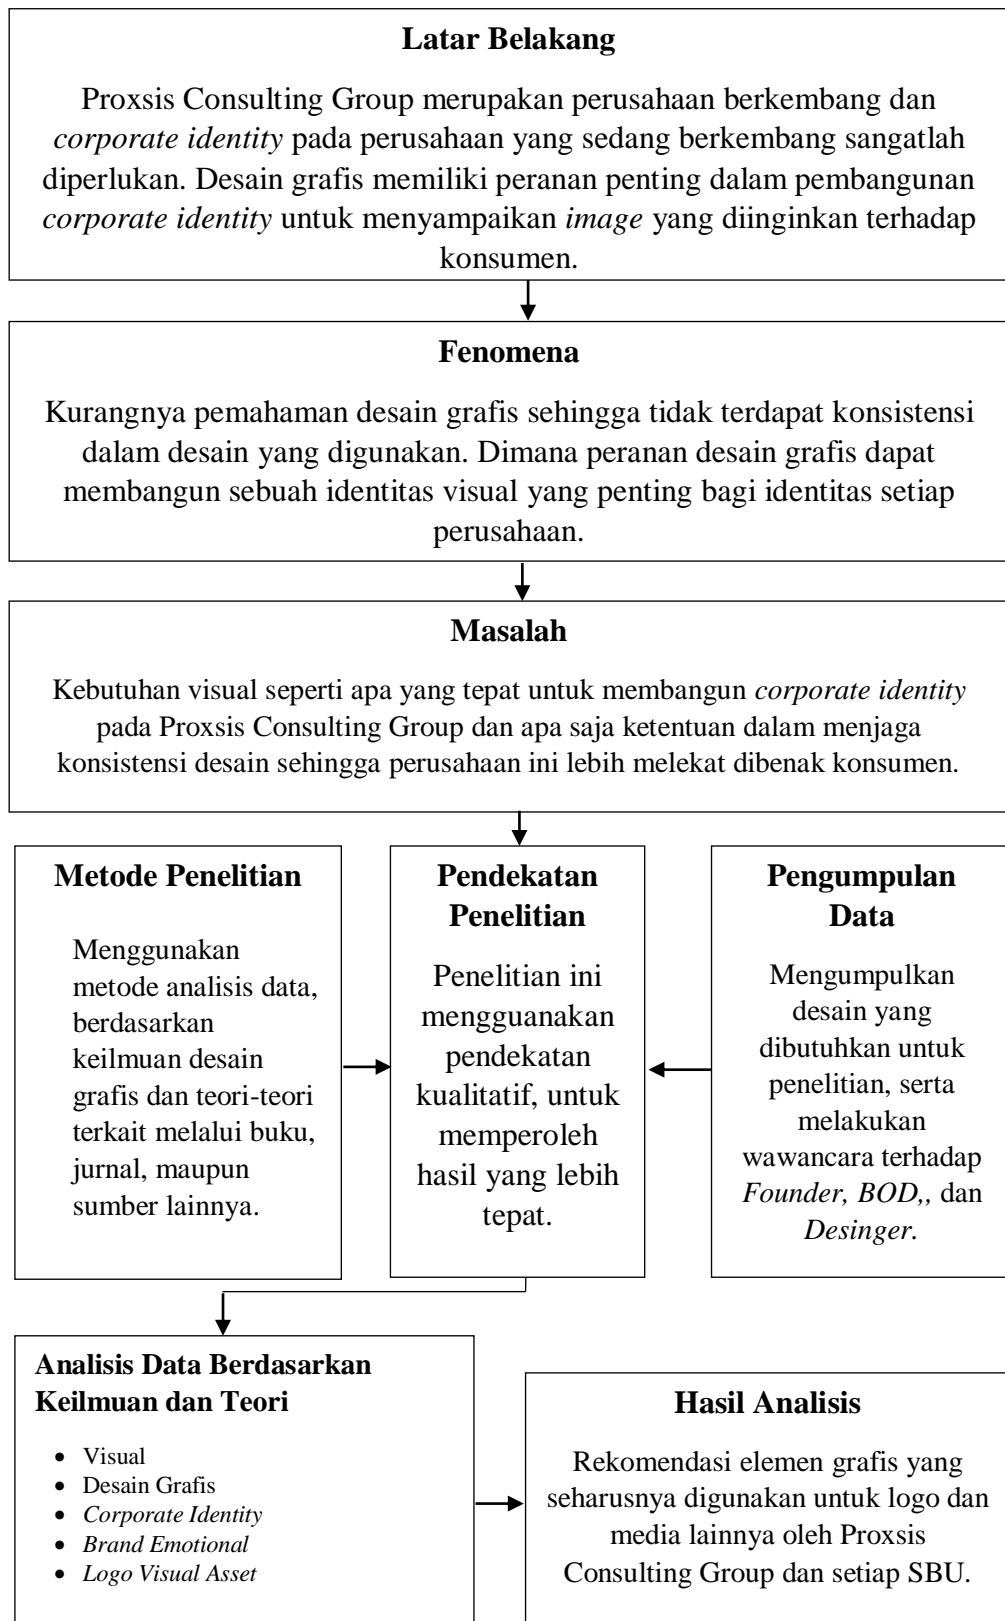 Latar Belakang
Proxsis Consulting Group merupakan perusahaan berkembang dan
corporate identity pada perusahaan yang sedang berkembang sangatlah
diperlukan. Desain grafis memiliki peranan penting dalam pembangunan
corporate identity untuk menyampaikan image yang diinginkan terhadap
konsumen.
Fenomena
Kurangnya pemahaman desain grafis sehingga tidak terdapat konsistensi
dalam desain yang digunakan. Dimana peranan desain grafis dapat
membangun sebuah identitas visual yang penting bagi identitas setiap
perusahaan.
Masalah
Kebutuhan visual seperti apa yang tepat untuk membangun corporate identity
pada Proxsis Consulting Group dan apa saja ketentuan dalam menjaga
konsistensi desain sehingga perusahaan ini lebih melekat dibenak konsumen.
Metode Penelitian
Menggunakan
metode analisis data,
berdasarkan
keilmuan desain
grafis dan teori-teori
terkait melalui buku,
jurnal, maupun
sumber lainnya.
Pendekatan
Penelitian
Penelitian ini
mengguanakan
pendekatan
kualitatif, untuk
memperoleh
hasil yang lebih
tepat.
Pengumpulan
Data
Mengumpulkan
desain yang
dibutuhkan untuk
penelitian, serta
melakukan
wawancara terhadap
Founder, BOD,, dan
Desinger.
Analisis Data Berdasarkan
Keilmuan dan Teori
• Visual
• Desain Grafis
• Corporate Identity
• Brand Emotional
• Logo Visual Asset
Hasil Analisis
Rekomendasi elemen grafis yang
seharusnya digunakan untuk logo dan
media lainnya oleh Proxsis
Consulting Group dan setiap SBU.